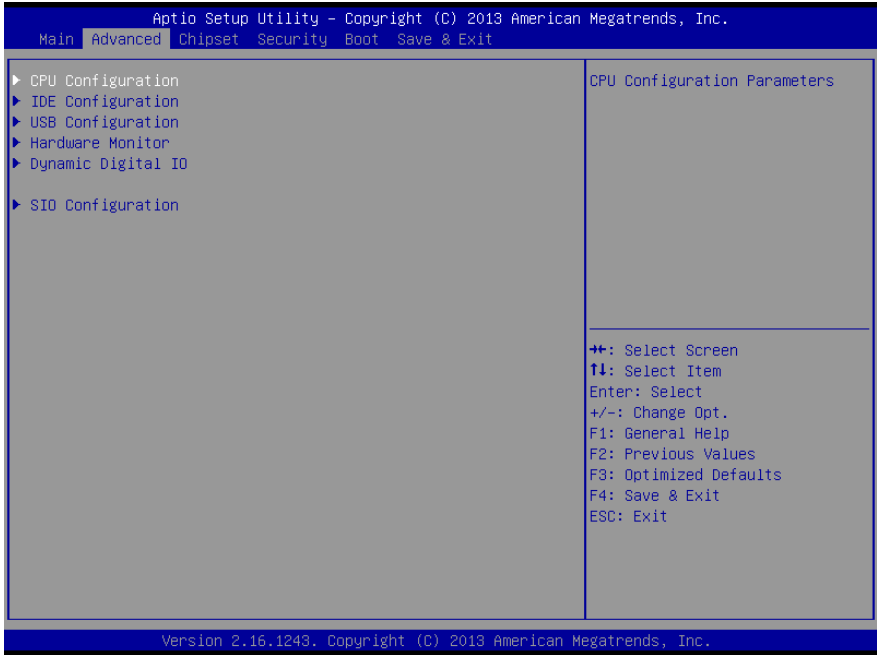 Aptio Setup Utility – Copyright (C) 2013 American Megatrends, Inc.
Main Advanced Chipset Security Boot Save & Exit
▶ CPU Configuration
▶ IDE Configuration
▶ USB Configuration
▶ Hardware Monitor
▶ Dynamic Digital IO
▶ SIO Configuration
CPU Configuration Parameters
→←: Select Screen
↑↓: Select Item
Enter: Select
+/-: Change Opt.
F1: General Help
F2: Previous Values
F3: Optimized Defaults
F4: Save & Exit
ESC: Exit
Version 2.16.1243. Copyright (C) 2013 American Megatrends, Inc.